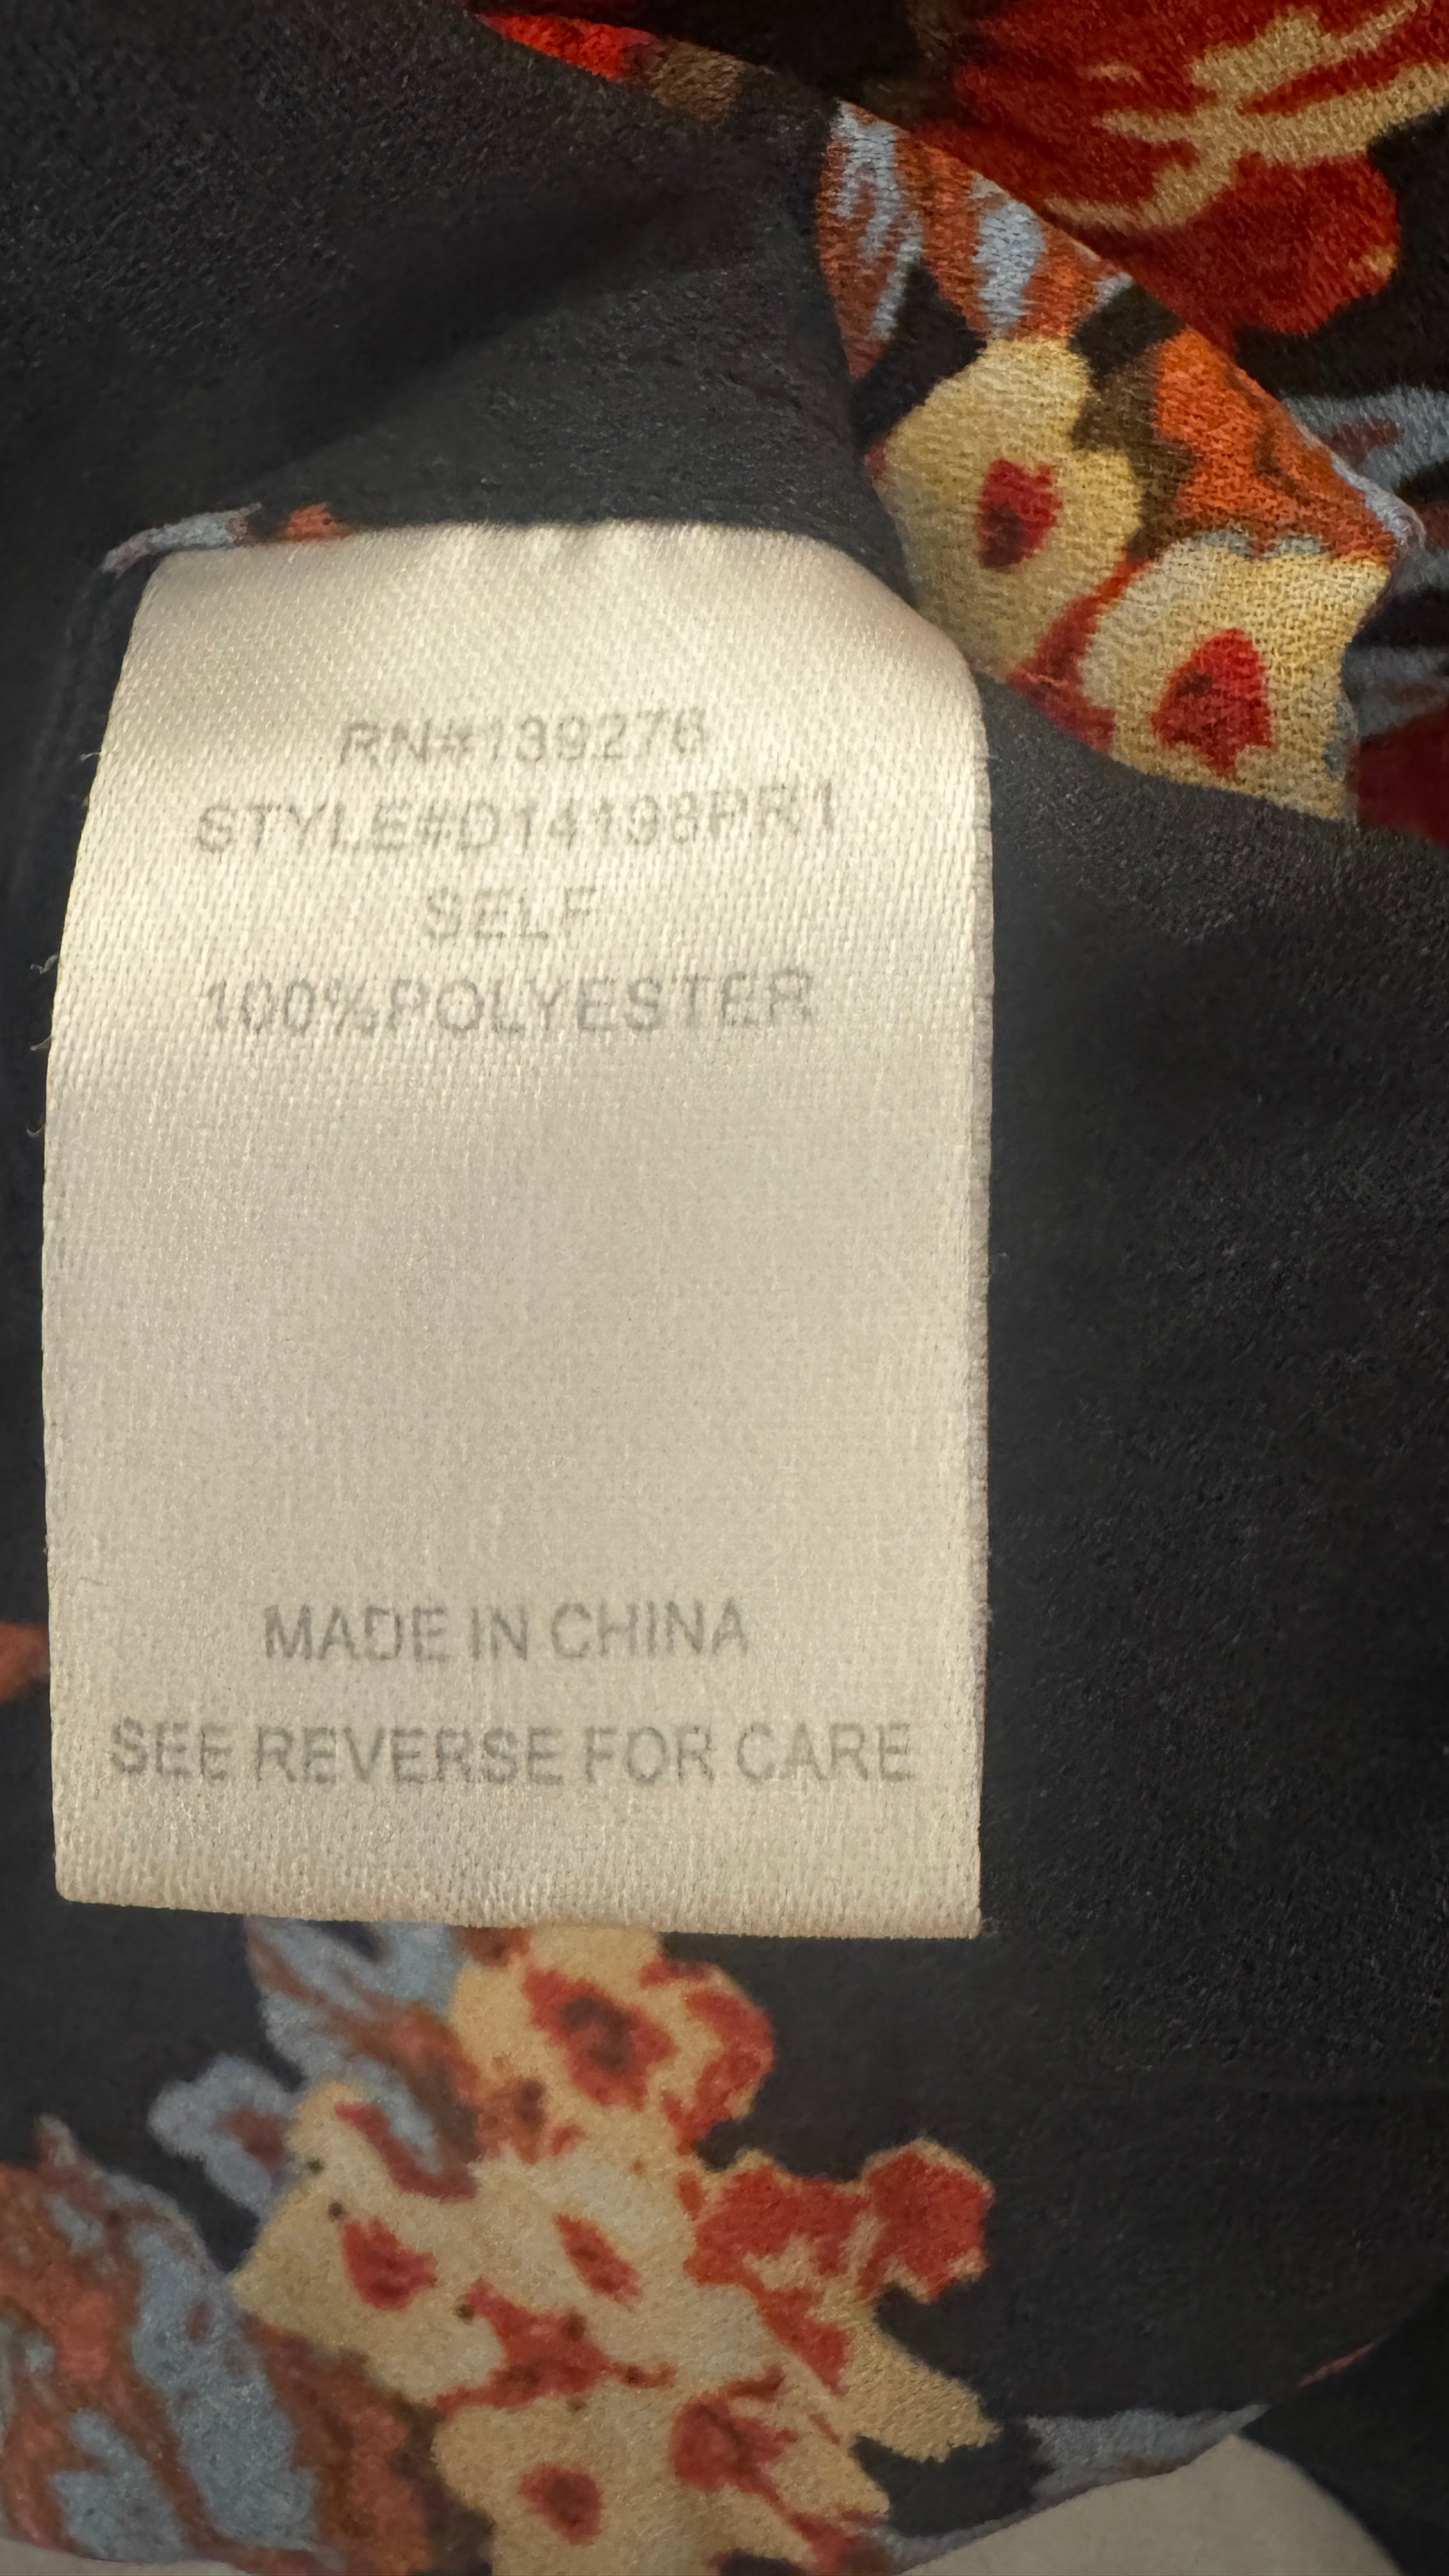 RN#139276
STYLE#D14198PR1
SELF
100%POLYESTER
MADE IN CHINA
SEE REVERSE FOR CARE